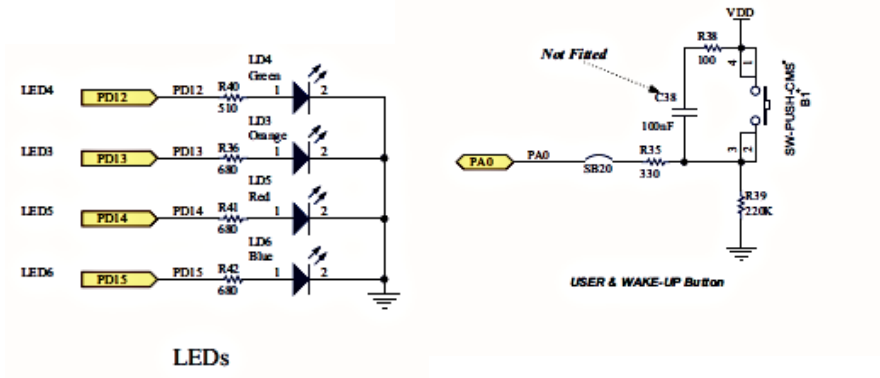 LED4 PD12 PD12 R40 510 LD4 Green 1 2
LED3 PD13 PD13 R36 680 LD3 Orange 1 2
LED5 PD14 PD14 R41 680 LD5 Red 1 2
LED6 PD15 PD15 R42 680 LD6 Blue 1 2
LEDs
VDD
R38
100
Not Fitted
C38
100nF
4 1
3 2
SW-PUSH-CMS
B1
PA0 PA0 SB20
R35
330
R39
220K
USER & WAKE-UP Button